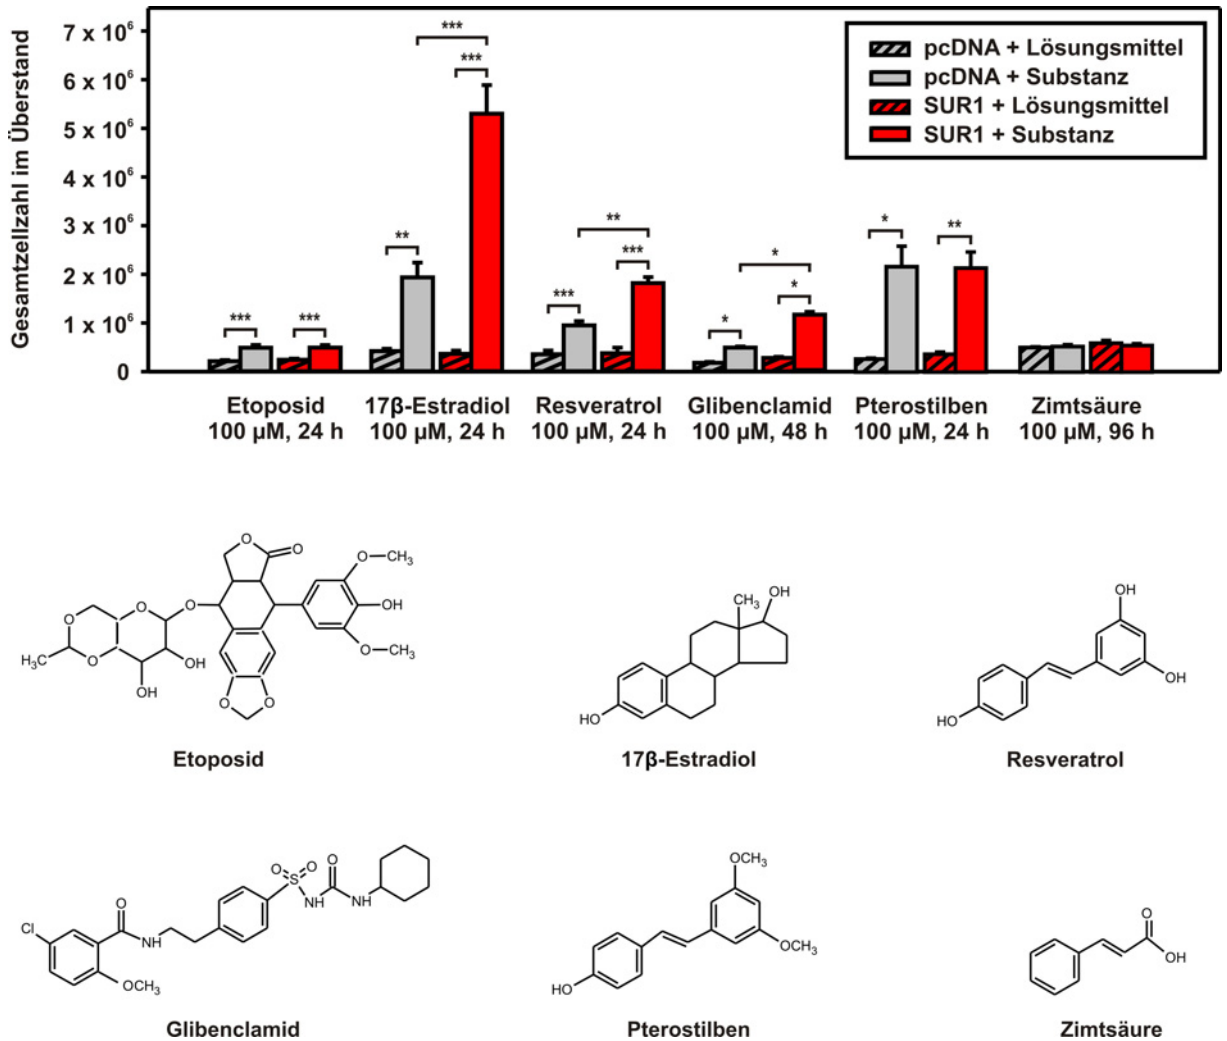 Gesamtzellzahl im Überstand
7 x 10⁶
6 x 10⁶
5 x 10⁶
4 x 10⁶
3 x 10⁶
2 x 10⁶
1 x 10⁶
0
pcDNA + Lösungsmittel
pcDNA + Substanz
SUR1 + Lösungsmittel
SUR1 + Substanz
***
***
***
***
**
***
**
***
*
*
*
*
**
Etoposid
100 µM, 24 h
17β-Estradiol
100 µM, 24 h
Resveratrol
100 µM, 24 h
Glibenclamid
100 µM, 48 h
Pterostilben
100 µM, 24 h
Zimtsäure
100 µM, 96 h
O
O
O
CH₃
O
O
O
O
OH
O
CH₃
H₃C
O
OH
OH
O
O
Etoposid
CH₃
OH
HO
17β-Estradiol
OH
OH
HO
Resveratrol
Cl
O
NH
OCH₃
O
O
S
O
NH
NH
Glibenclamid
OCH₃
OCH₃
HO
Pterostilben
O
OH
Zimtsäure